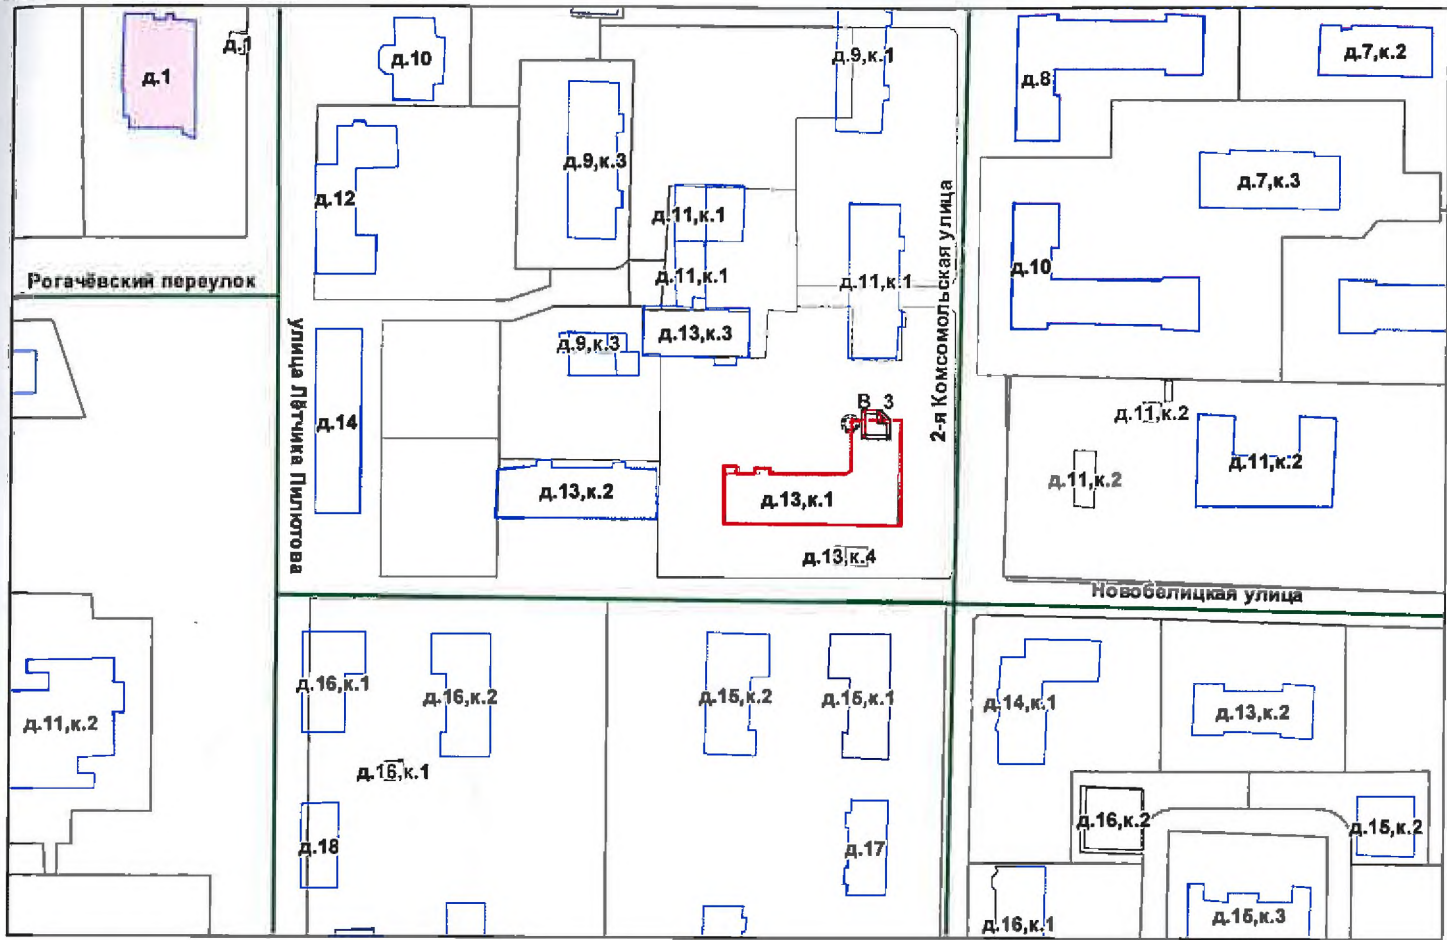 д.1
д.1
д.10
д.9,к.1
д.8
д.7,к.2
д.9,к.3
д.7,к.3
д.12
д.11,к.1
2-я Комсомольская улица
Рогачёвский переулок
д.11,к.1
д.11,к.1
д.10
улица Лётчика Пилютова
д.9,к.3
д.13,к.3
В 3
д.14
д.11,к.2
д.11,к.2
д.11,к.2
д.13,к.2
д.13,к.1
д.13,к.4
Новобелицкая улица
д.16,к.1
д.16,к.2
д.15,к.2
д.15,к.1
д.14,к.1
д.13,к.2
д.11,к.2
д.16,к.1
д.16,к.2
д.15,к.2
д.18
д.17
д.16,к.1
д.15,к.3